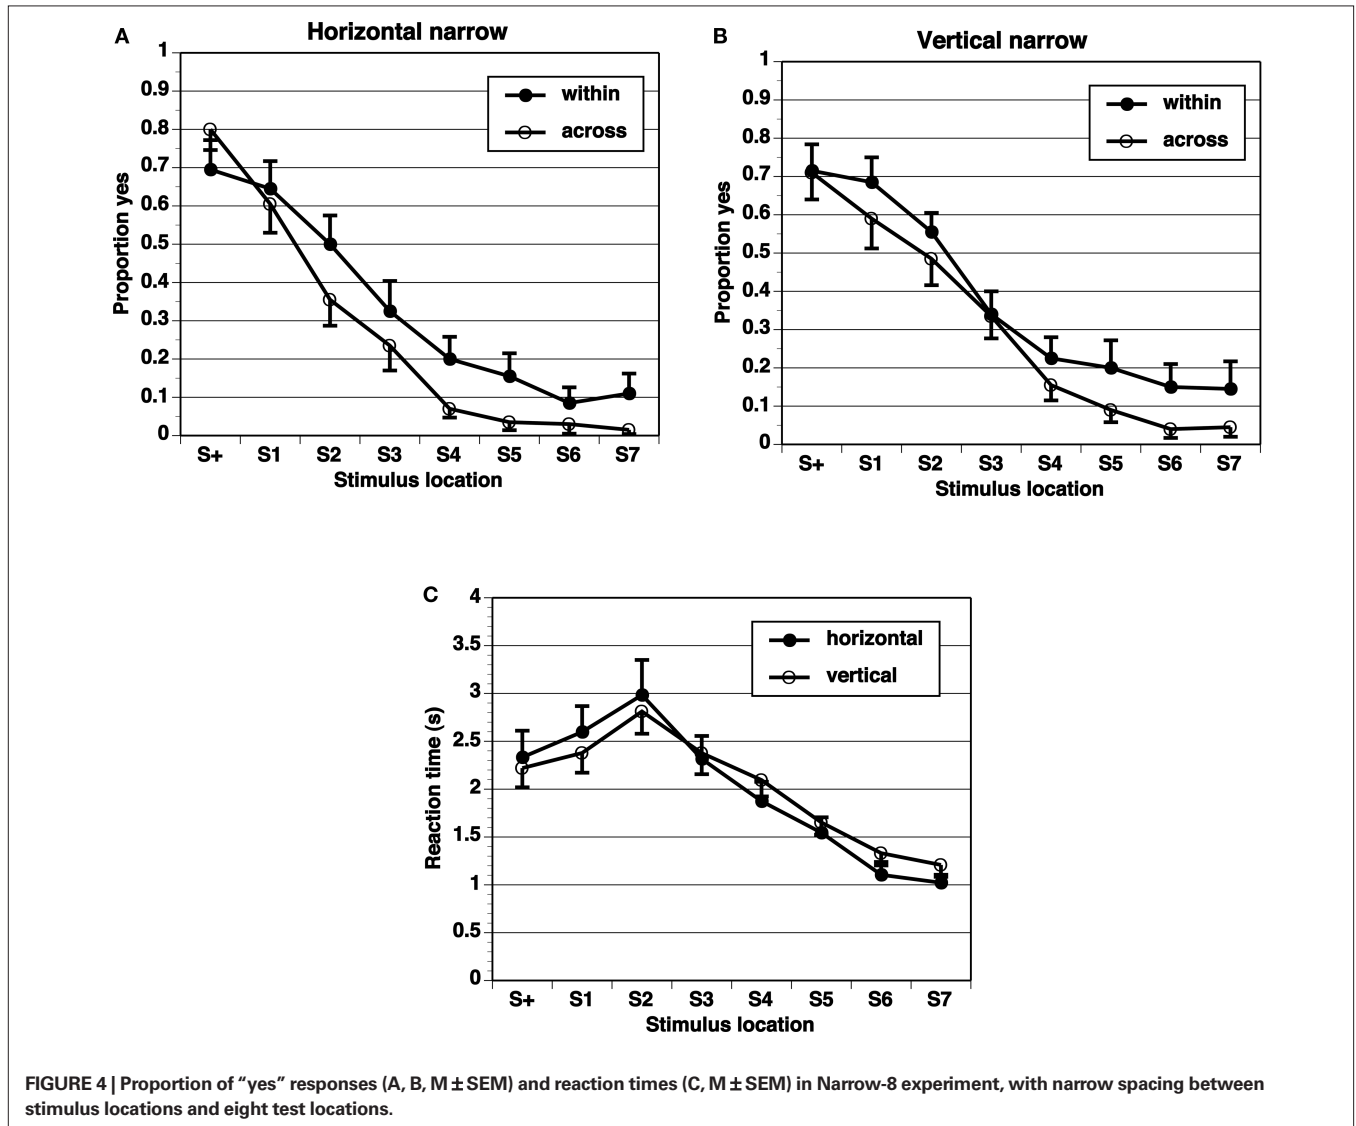 A
Horizontal narrow
1
0.9
0.8
0.7
0.6
0.5
0.4
0.3
0.2
0.1
0
Proportion yes
within
across
S+ S1 S2 S3 S4 S5 S6 S7
Stimulus location
B
Vertical narrow
1
0.9
0.8
0.7
0.6
0.5
0.4
0.3
0.2
0.1
0
Proportion yes
within
across
S+ S1 S2 S3 S4 S5 S6 S7
Stimulus location
C
4
3.5
3
2.5
2
1.5
1
0.5
0
Reaction time (s)
horizontal
vertical
S+ S1 S2 S3 S4 S5 S6 S7
Stimulus location
FIGURE 4 | Proportion of “yes” responses (A, B, M ± SEM) and reaction times (C, M ± SEM) in Narrow-8 experiment, with narrow spacing between
stimulus locations and eight test locations.